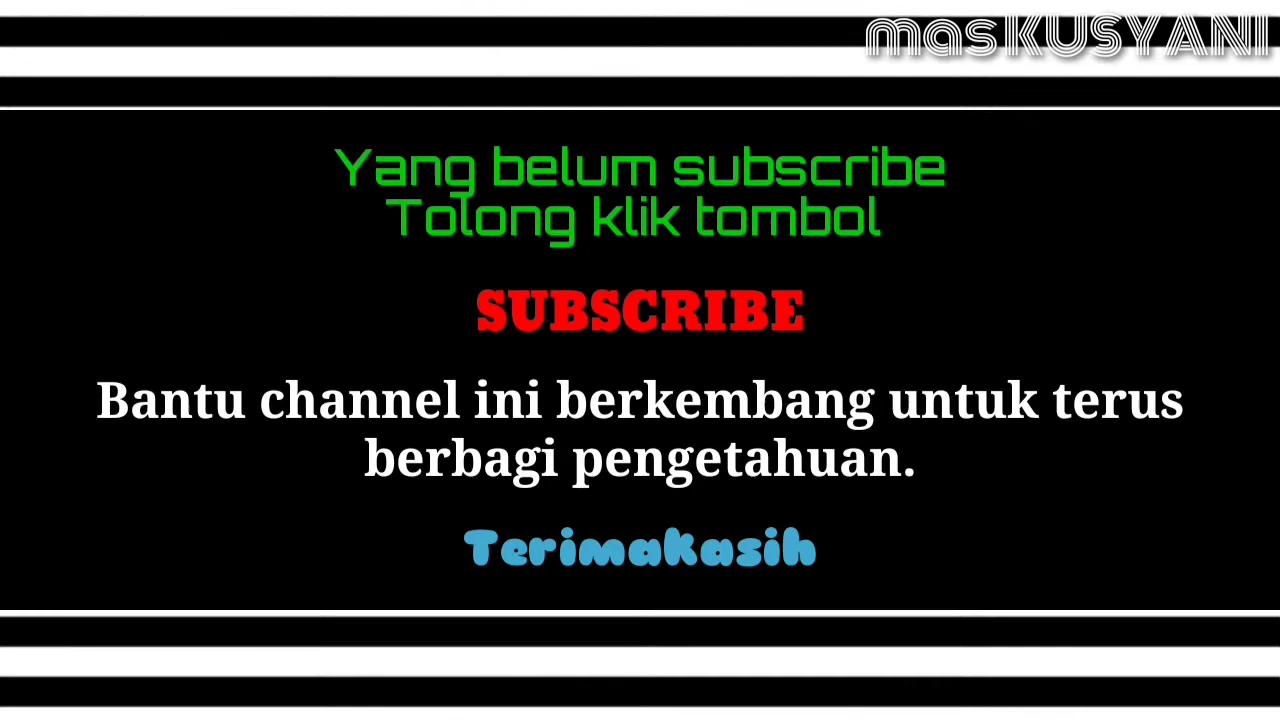 masKUSYANI
Yang belum subscribe
Tolong klik tombol
SUBSCRIBE
Bantu channel ini berkembang untuk terus
berbagi pengetahuan.
Terimakasih